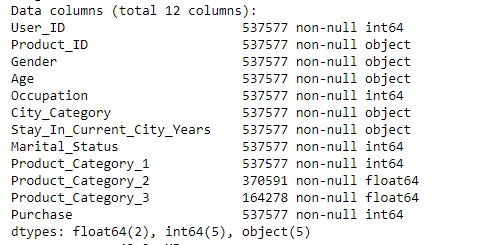 Data columns (total 12 columns):
User_ID 537577 non-null int64
Product_ID 537577 non-null object
Gender 537577 non-null object
Age 537577 non-null object
Occupation 537577 non-null int64
City_Category 537577 non-null object
Stay_In_Current_City_Years 537577 non-null object
Marital_Status 537577 non-null int64
Product_Category_1 537577 non-null int64
Product_Category_2 370591 non-null float64
Product_Category_3 164278 non-null float64
Purchase 537577 non-null int64
dtypes: float64(2), int64(5), object(5)